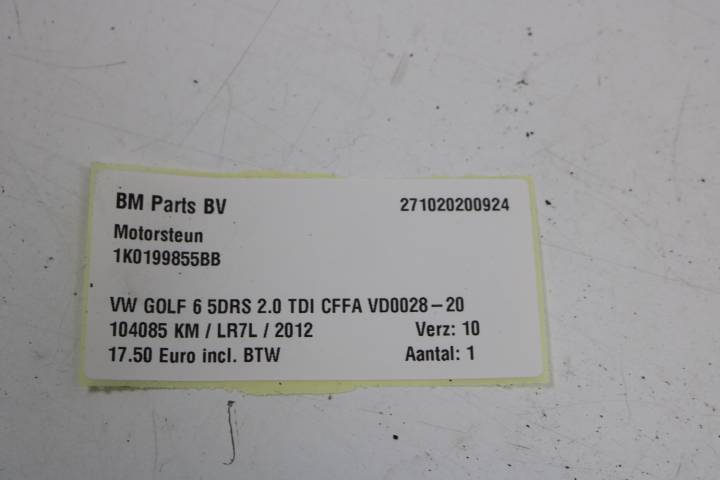 BM Parts BV 271020200924
Motorsteun
1K0199855BB
VW GOLF 6 5DRS 2.0 TDI CFFA VD0028-20
104085 KM / LR7L / 2012 Verz: 10
17.50 Euro incl. BTW Aantal: 1